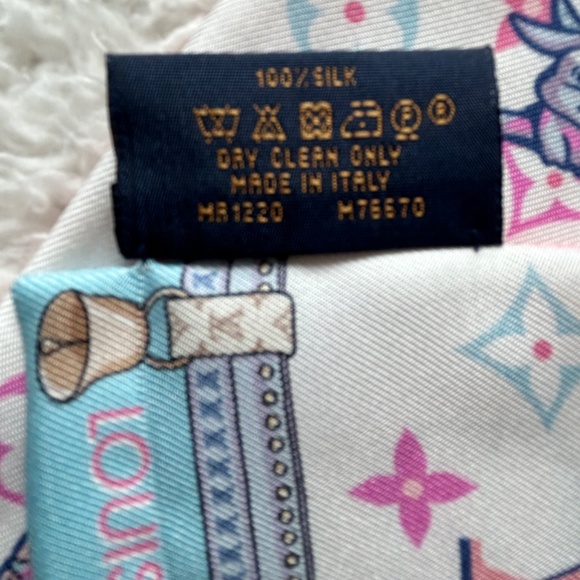 100% SILK
DRY CLEAN ONLY
MADE IN ITALY
MR1220 M76670
LOUIS